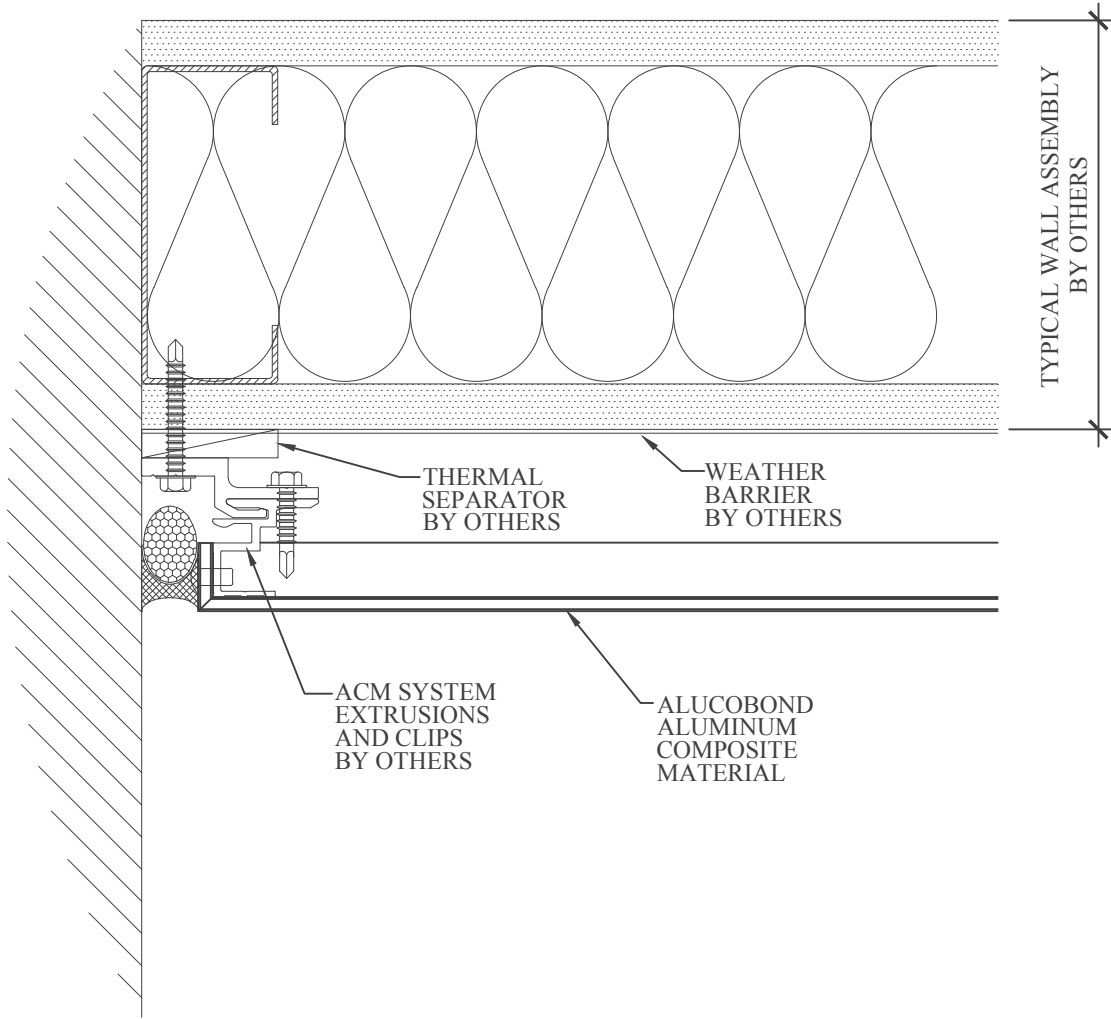 TYPICAL WALL ASSEMBLY
BY OTHERS
THERMAL
SEPARATOR
BY OTHERS
WEATHER
BARRIER
BY OTHERS
ACM SYSTEM
EXTRUSIONS
AND CLIPS
BY OTHERS
ALUCOBOND
ALUMINUM
COMPOSITE
MATERIAL